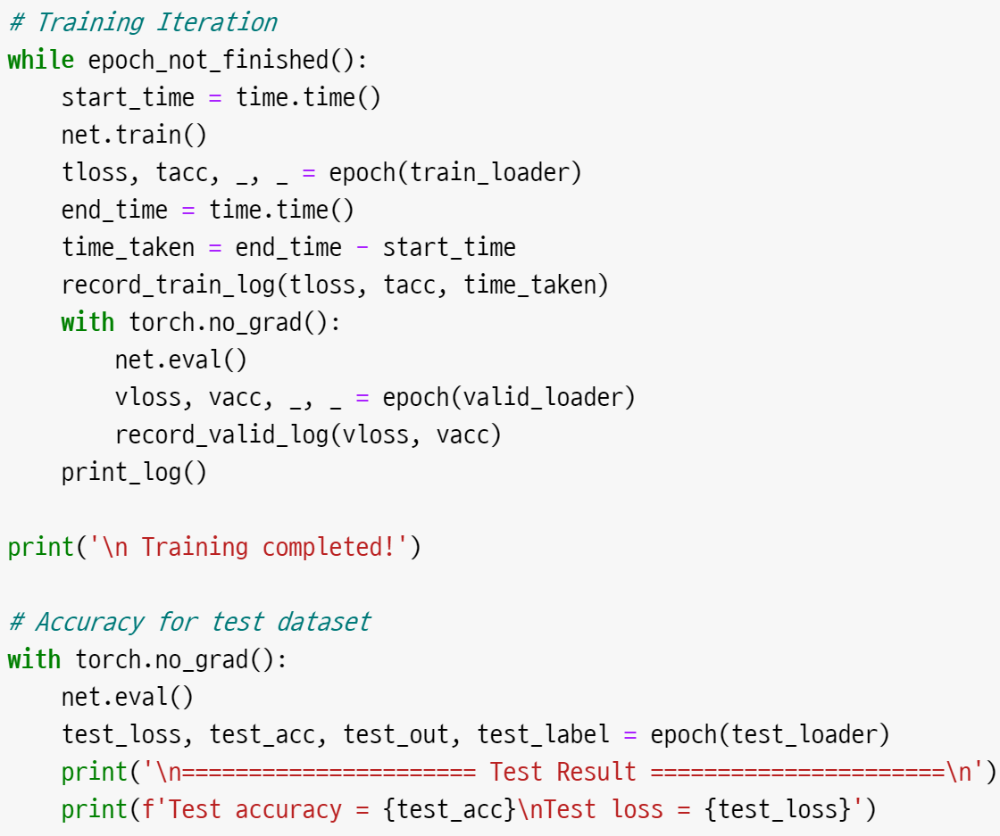 # Training Iteration
while epoch_not_finished():
    start_time = time.time()
    net.train()
    tloss, tacc, _, _ = epoch(train_loader)
    end_time = time.time()
    time_taken = end_time - start_time
    record_train_log(tloss, tacc, time_taken)
    with torch.no_grad():
        net.eval()
        vloss, vacc, _, _ = epoch(valid_loader)
        record_valid_log(vloss, vacc)
    print_log()

print('\n Training completed!')

# Accuracy for test dataset
with torch.no_grad():
    net.eval()
    test_loss, test_acc, test_out, test_label = epoch(test_loader)
    print('\n====================== Test Result ======================\n')
    print(f'Test accuracy = {test_acc}\nTest loss = {test_loss}')